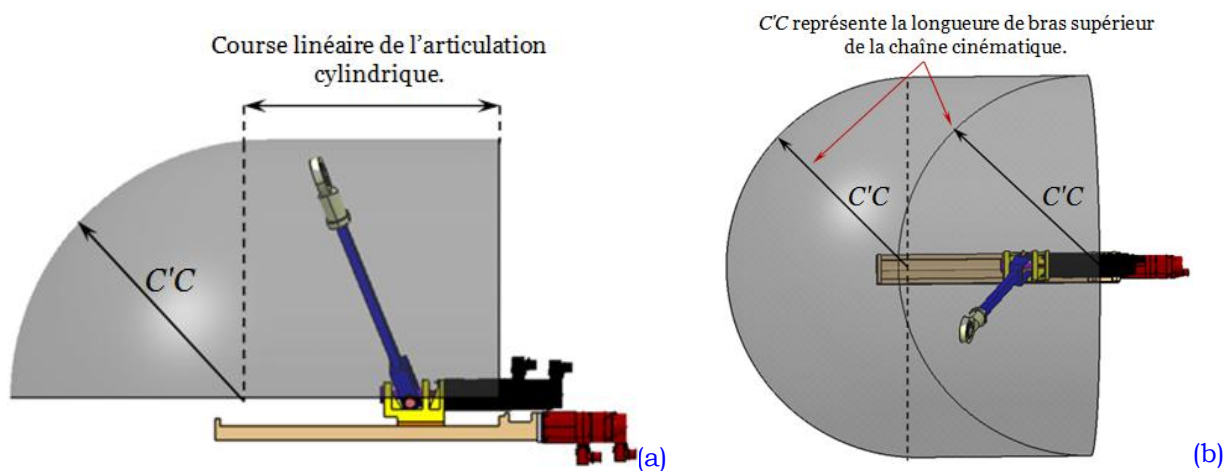 Course linéaire de l'articulation
cylindrique.
C'C
(a)
C'C représente la longueure de bras supérieur
de la chaîne cinématique.
C'C
C'C
(b)